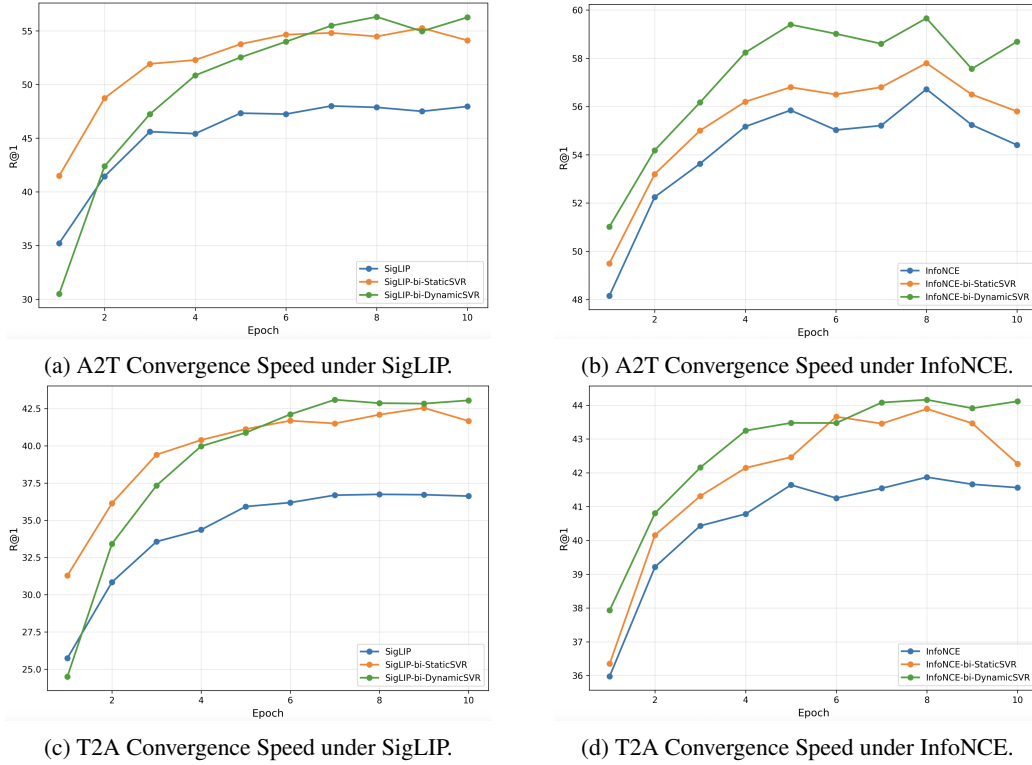 55
50
45
40
35
30
R@1
2
4
6
8
10
Epoch
SigLIP
SigLIP-bi-StaticSVR
SigLIP-bi-DynamicSVR
(a) A2T Convergence Speed under SigLIP.
60
58
56
54
52
50
48
R@1
2
4
6
8
10
Epoch
InfoNCE
InfoNCE-bi-StaticSVR
InfoNCE-bi-DynamicSVR
(b) A2T Convergence Speed under InfoNCE.
42.5
40.0
37.5
35.0
32.5
30.0
27.5
25.0
R@1
2
4
6
8
10
Epoch
SigLIP
SigLIP-bi-StaticSVR
SigLIP-bi-DynamicSVR
(c) T2A Convergence Speed under SigLIP.
44
43
42
41
40
39
38
37
36
R@1
2
4
6
8
10
Epoch
InfoNCE
InfoNCE-bi-StaticSVR
InfoNCE-bi-DynamicSVR
(d) T2A Convergence Speed under InfoNCE.